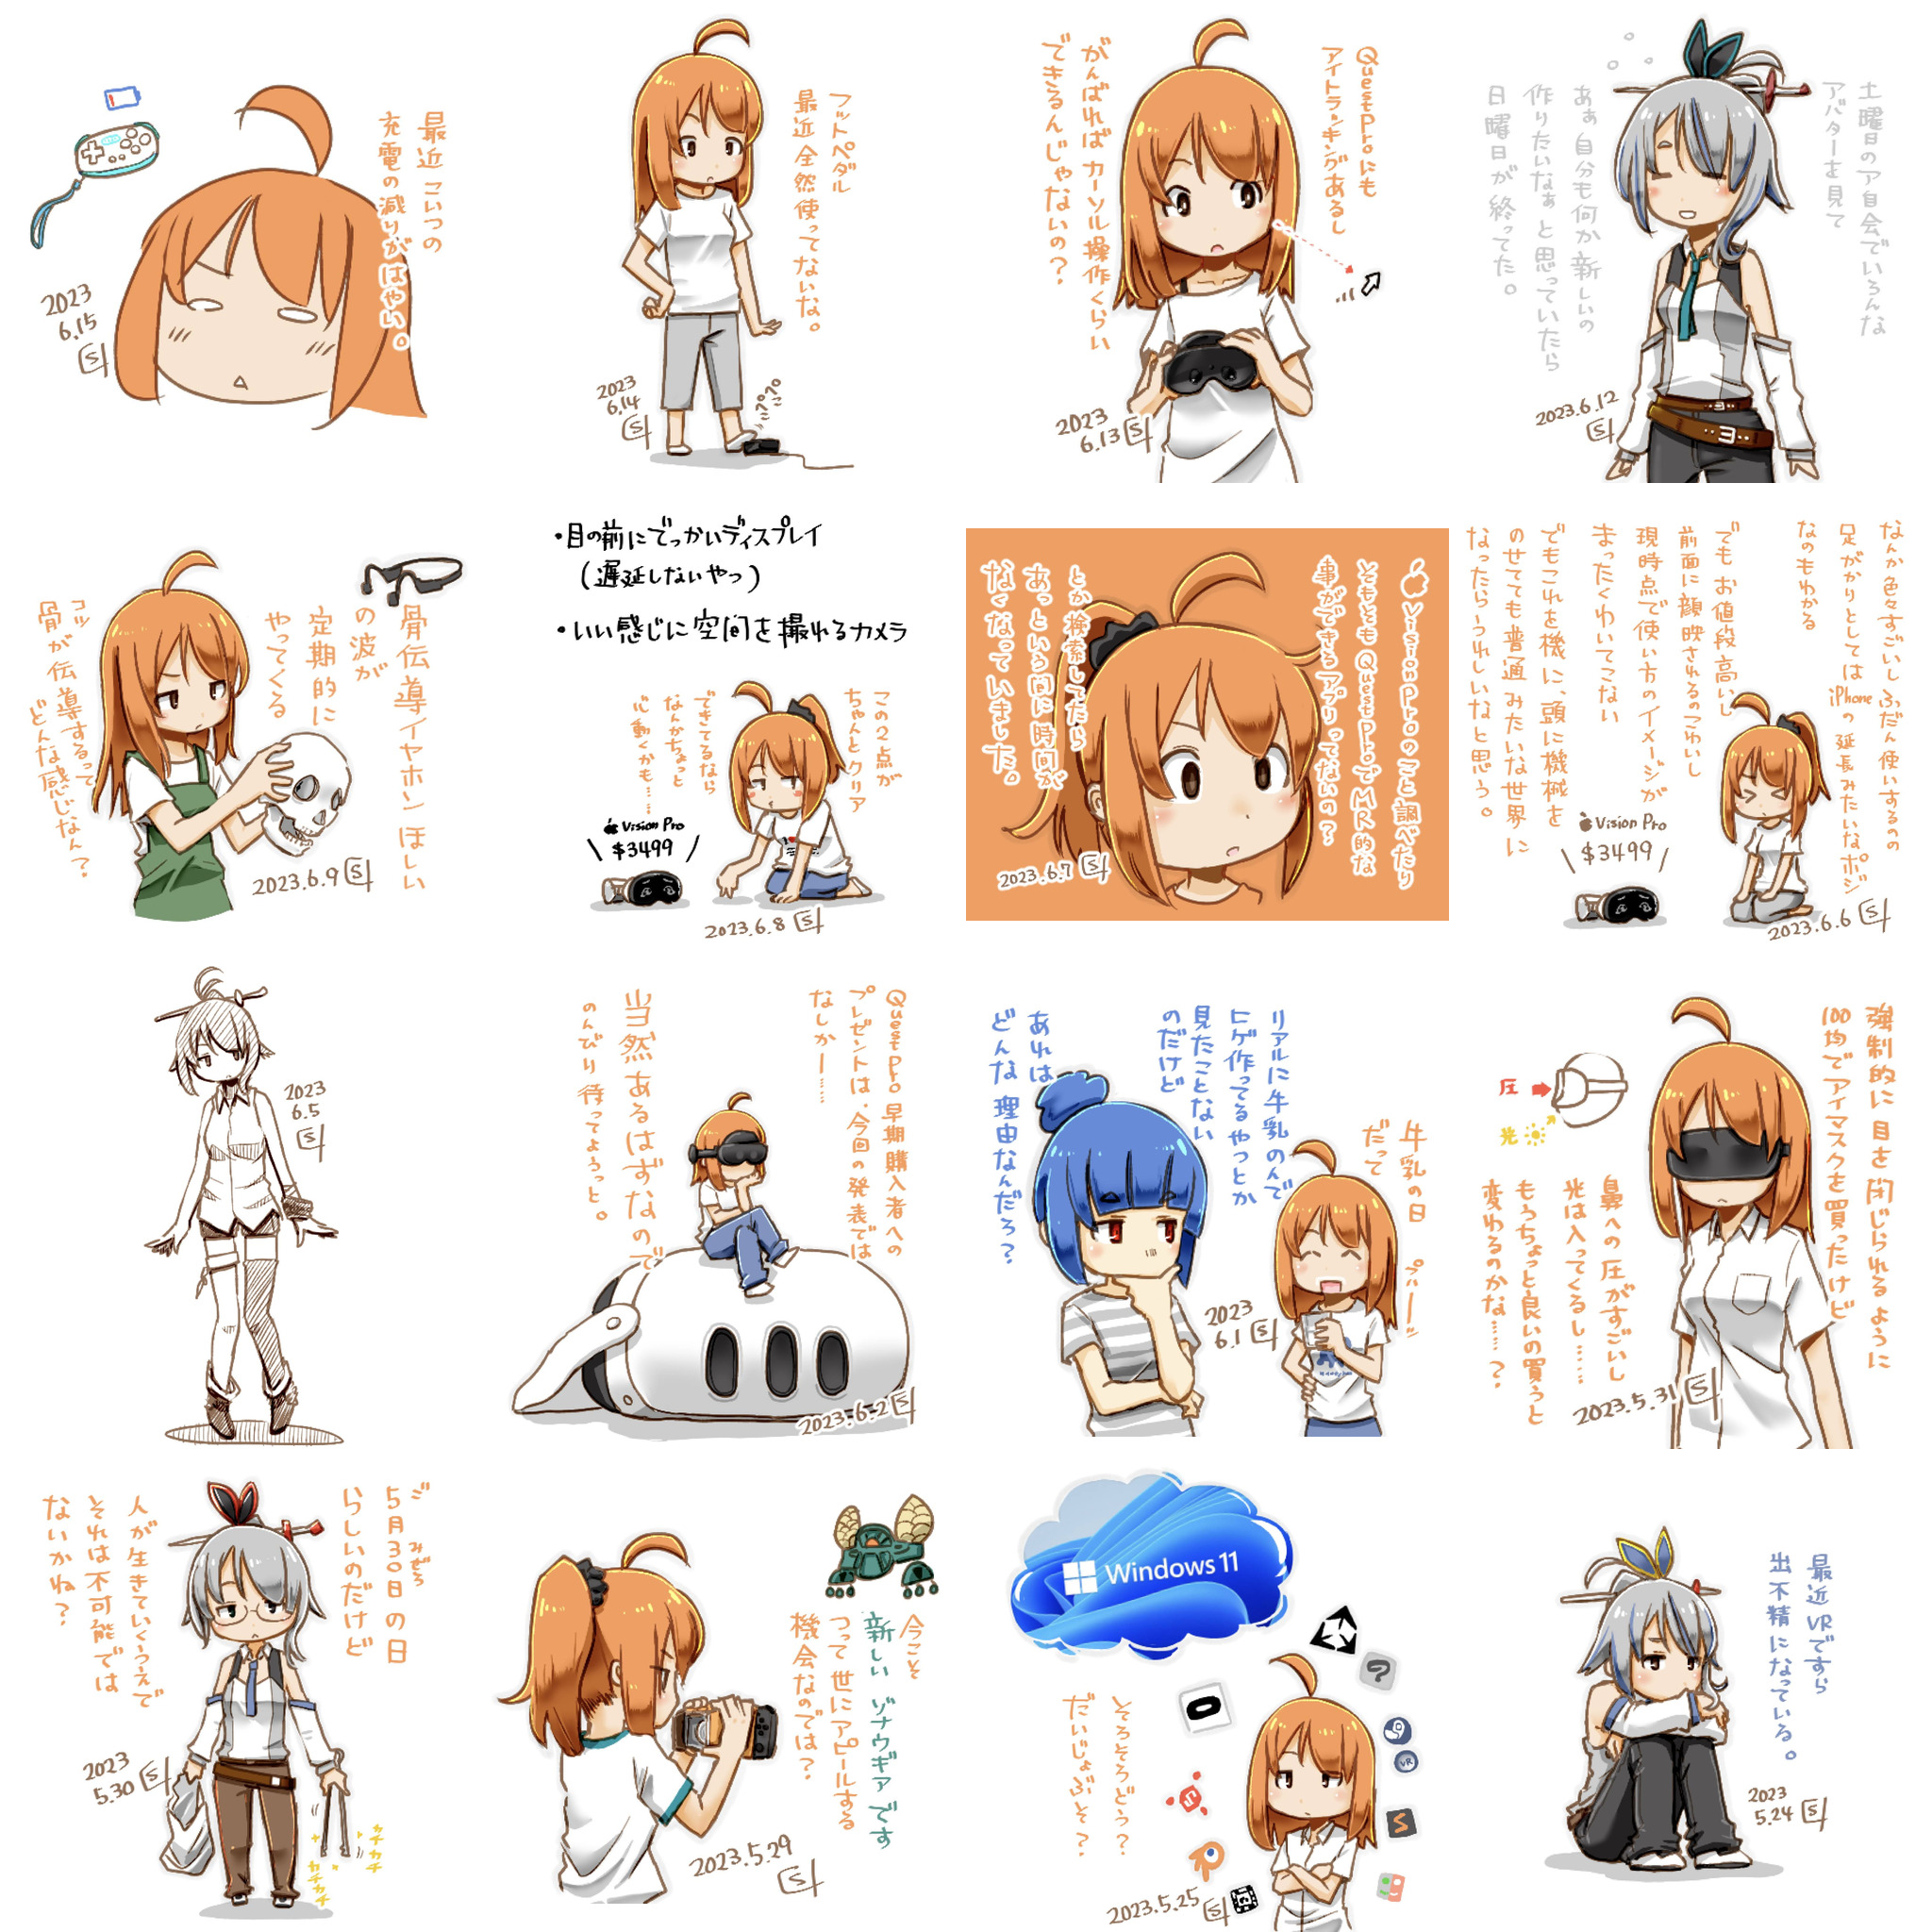 最近こいつの
充電の減りがはやい。
2023
6.15
フットペダル
最近全然使ってないな。
ペコペコ
2023
6.14
QuestProにも
アイトラッキングあるし
がんばればカーソル操作くらい
できるんじゃないの?
2023
6.13
土曜日のア自会でいろんな
アバターを見て
あぁ自分も何か新しいの
作りたいなぁと思っていたら
日曜日が終ってた。
2023.6.12
骨伝導イヤホンほしい
の波が
定期的に
やってくる
コツ
骨が伝導するって
どんな感じなん?
2023.6.9
・目の前にでっかいディスプレイ
(遅延しないやつ)
・いい感じに空間を撮れるカメラ
この2点が
ちゃんとクリア
できてるなら
なんかちょっと
心動くかも……
Vision Pro
$3499
2023.6.8
VisionProのこと調べたり
そもそもQuestProでMR的な
事ができるアプリってないの?
とか検索してたら
あっという間に時間が
なくなっていました。
2023.6.7
なんか色々すごいしふだん使いするのの
足がかりとしてはiPhoneの延長みたいなポジ
なのもわかる
でもお値段高いし
前面に顔映されるのこわいし
現時点で使い方のイメージが
まったくわいてこない
でもこれを機に、頭に機械を
のせてても普通みたいな世界に
なったらうれしいなと思う。
Vision Pro
$3499
2023.6.6
2023
6.5
QuestPro早期購入者への
プレゼントは、今回の発表では
なしかー……
当然あるはずなので
のんびり待ってようっと。
2023.6.2
牛乳の日
だって
プハーッ
リアルに牛乳のんで
ヒゲ作ってるやつとか
見たことない
のだけど
あれは
どんな理由なんだろ?
2023
6.1
強制的に目を閉じられるように
100均でアイマスクを買ったけど
鼻への圧がすごいし
光は入ってくるし……
もうちょっと良いの買うと
変わるのかな……?
圧
光
2023.5.31
ご みぜろ
5月30日の日
らしいのだけど
人が生きていくうえで
それは不可能では
ないかね?
カチカチ
カチカチ
2023
5.30
今こそ
新しいゾナウギアです
つって世にアピールする
機会なのでは?
2023.5.29
Windows 11
そろそろどう?
だいじょぶそ?
VR
2023.5.25
最近VRですら
出不精になっている。
2023
5.24